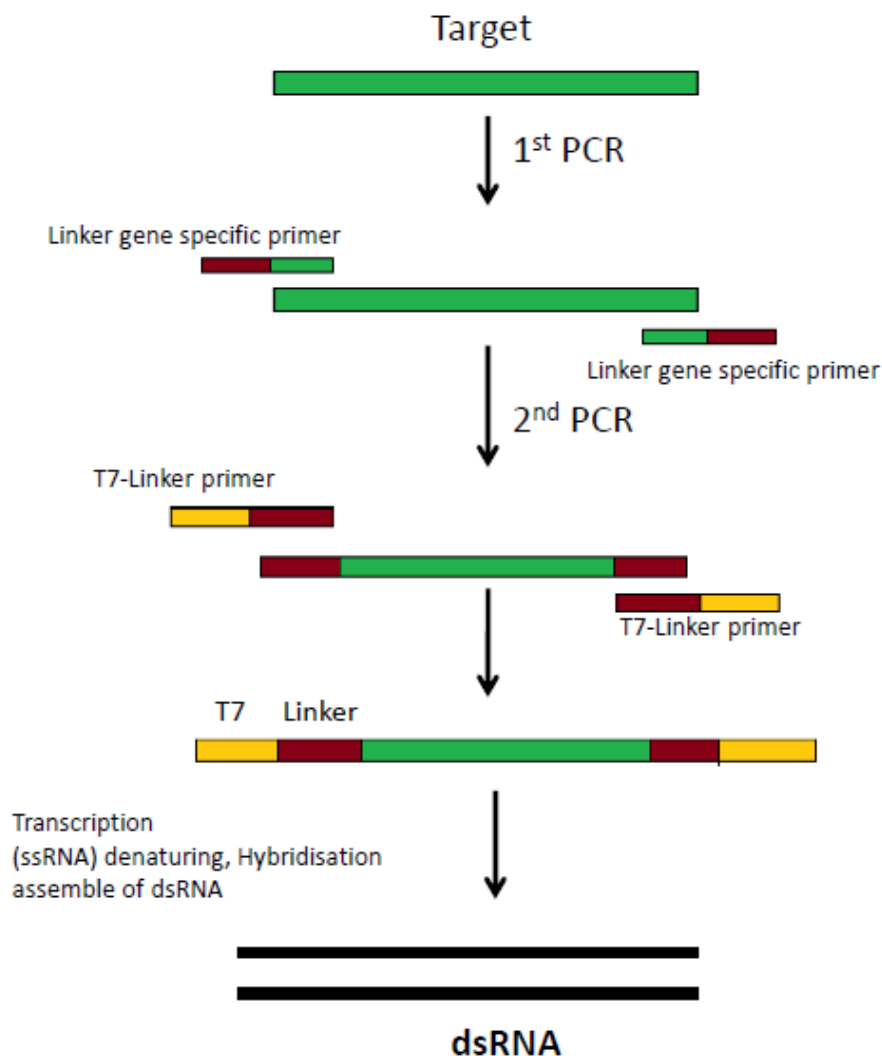 Target
1st PCR
Linker gene specific primer
Linker gene specific primer
2nd PCR
T7-Linker primer
T7-Linker primer
T7 Linker
Transcription
(ssRNA) denaturing, Hybridisation
assemble of dsRNA
dsRNA